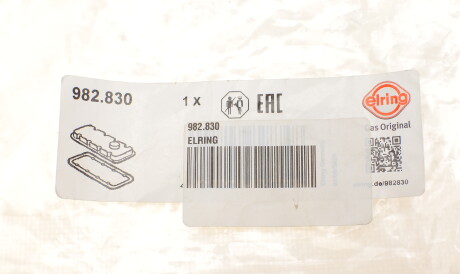 982.830
1 X
EAC
elring
as Original
982.830
ELRING
.de/982830